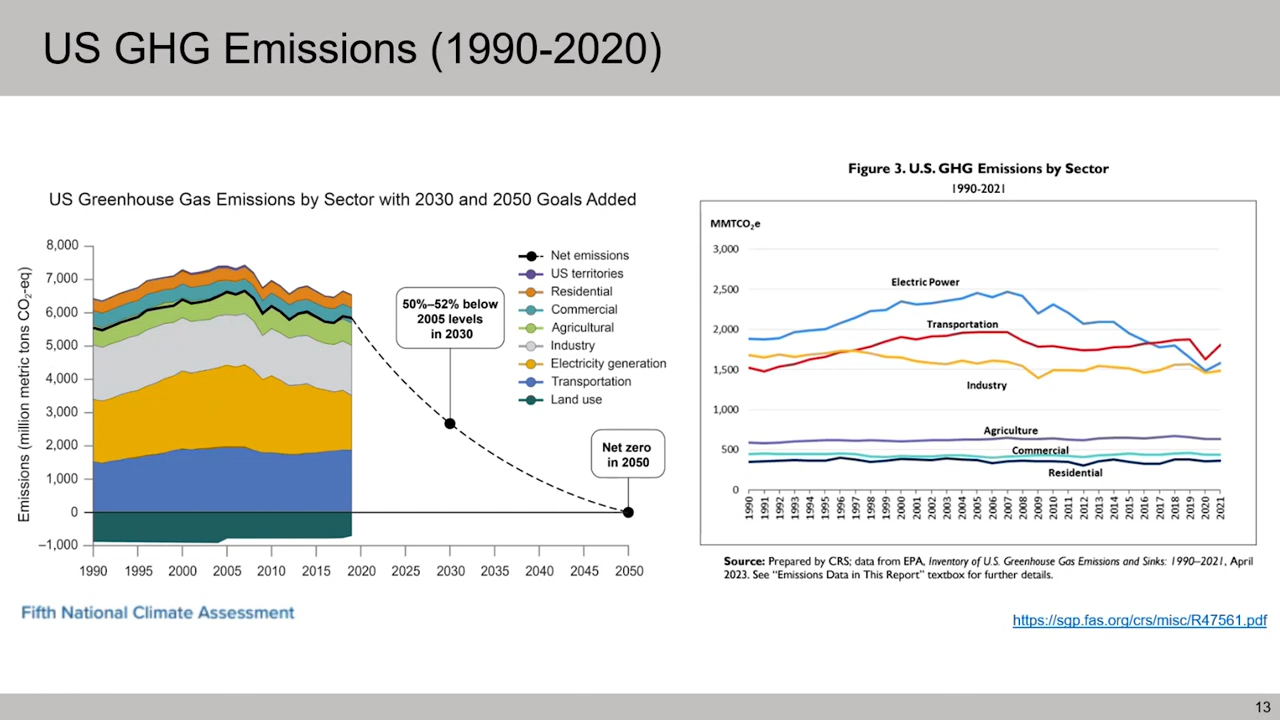 US GHG Emissions (1990-2020)
US Greenhouse Gas Emissions by Sector with 2030 and 2050 Goals Added
Emissions (million metric tons CO₂-eq)
8,000
7,000
6,000
5,000
4,000
3,000
2,000
1,000
0
–1,000
1990 1995 2000 2005 2010 2015 2020 2025 2030 2035 2040 2045 2050
50%–52% below
2005 levels
in 2030
Net zero
in 2050
Net emissions
US territories
Residential
Commercial
Agricultural
Industry
Electricity generation
Transportation
Land use
Fifth National Climate Assessment
Figure 3. U.S. GHG Emissions by Sector
1990-2021
MMTCO₂e
3,000
2,500
2,000
1,500
1,000
500
0
Electric Power
Transportation
Industry
Agriculture
Commercial
Residential
1990 1991 1992 1993 1994 1995 1996 1997 1998 1999 2000 2001 2002 2003 2004 2005 2006 2007 2008 2009 2010 2011 2012 2013 2014 2015 2016 2017 2018 2019 2020 2021
Source: Prepared by CRS; data from EPA, Inventory of U.S. Greenhouse Gas Emissions and Sinks: 1990–2021, April
2023. See “Emissions Data in This Report” textbox for further details.
https://sgp.fas.org/crs/misc/R47561.pdf
13